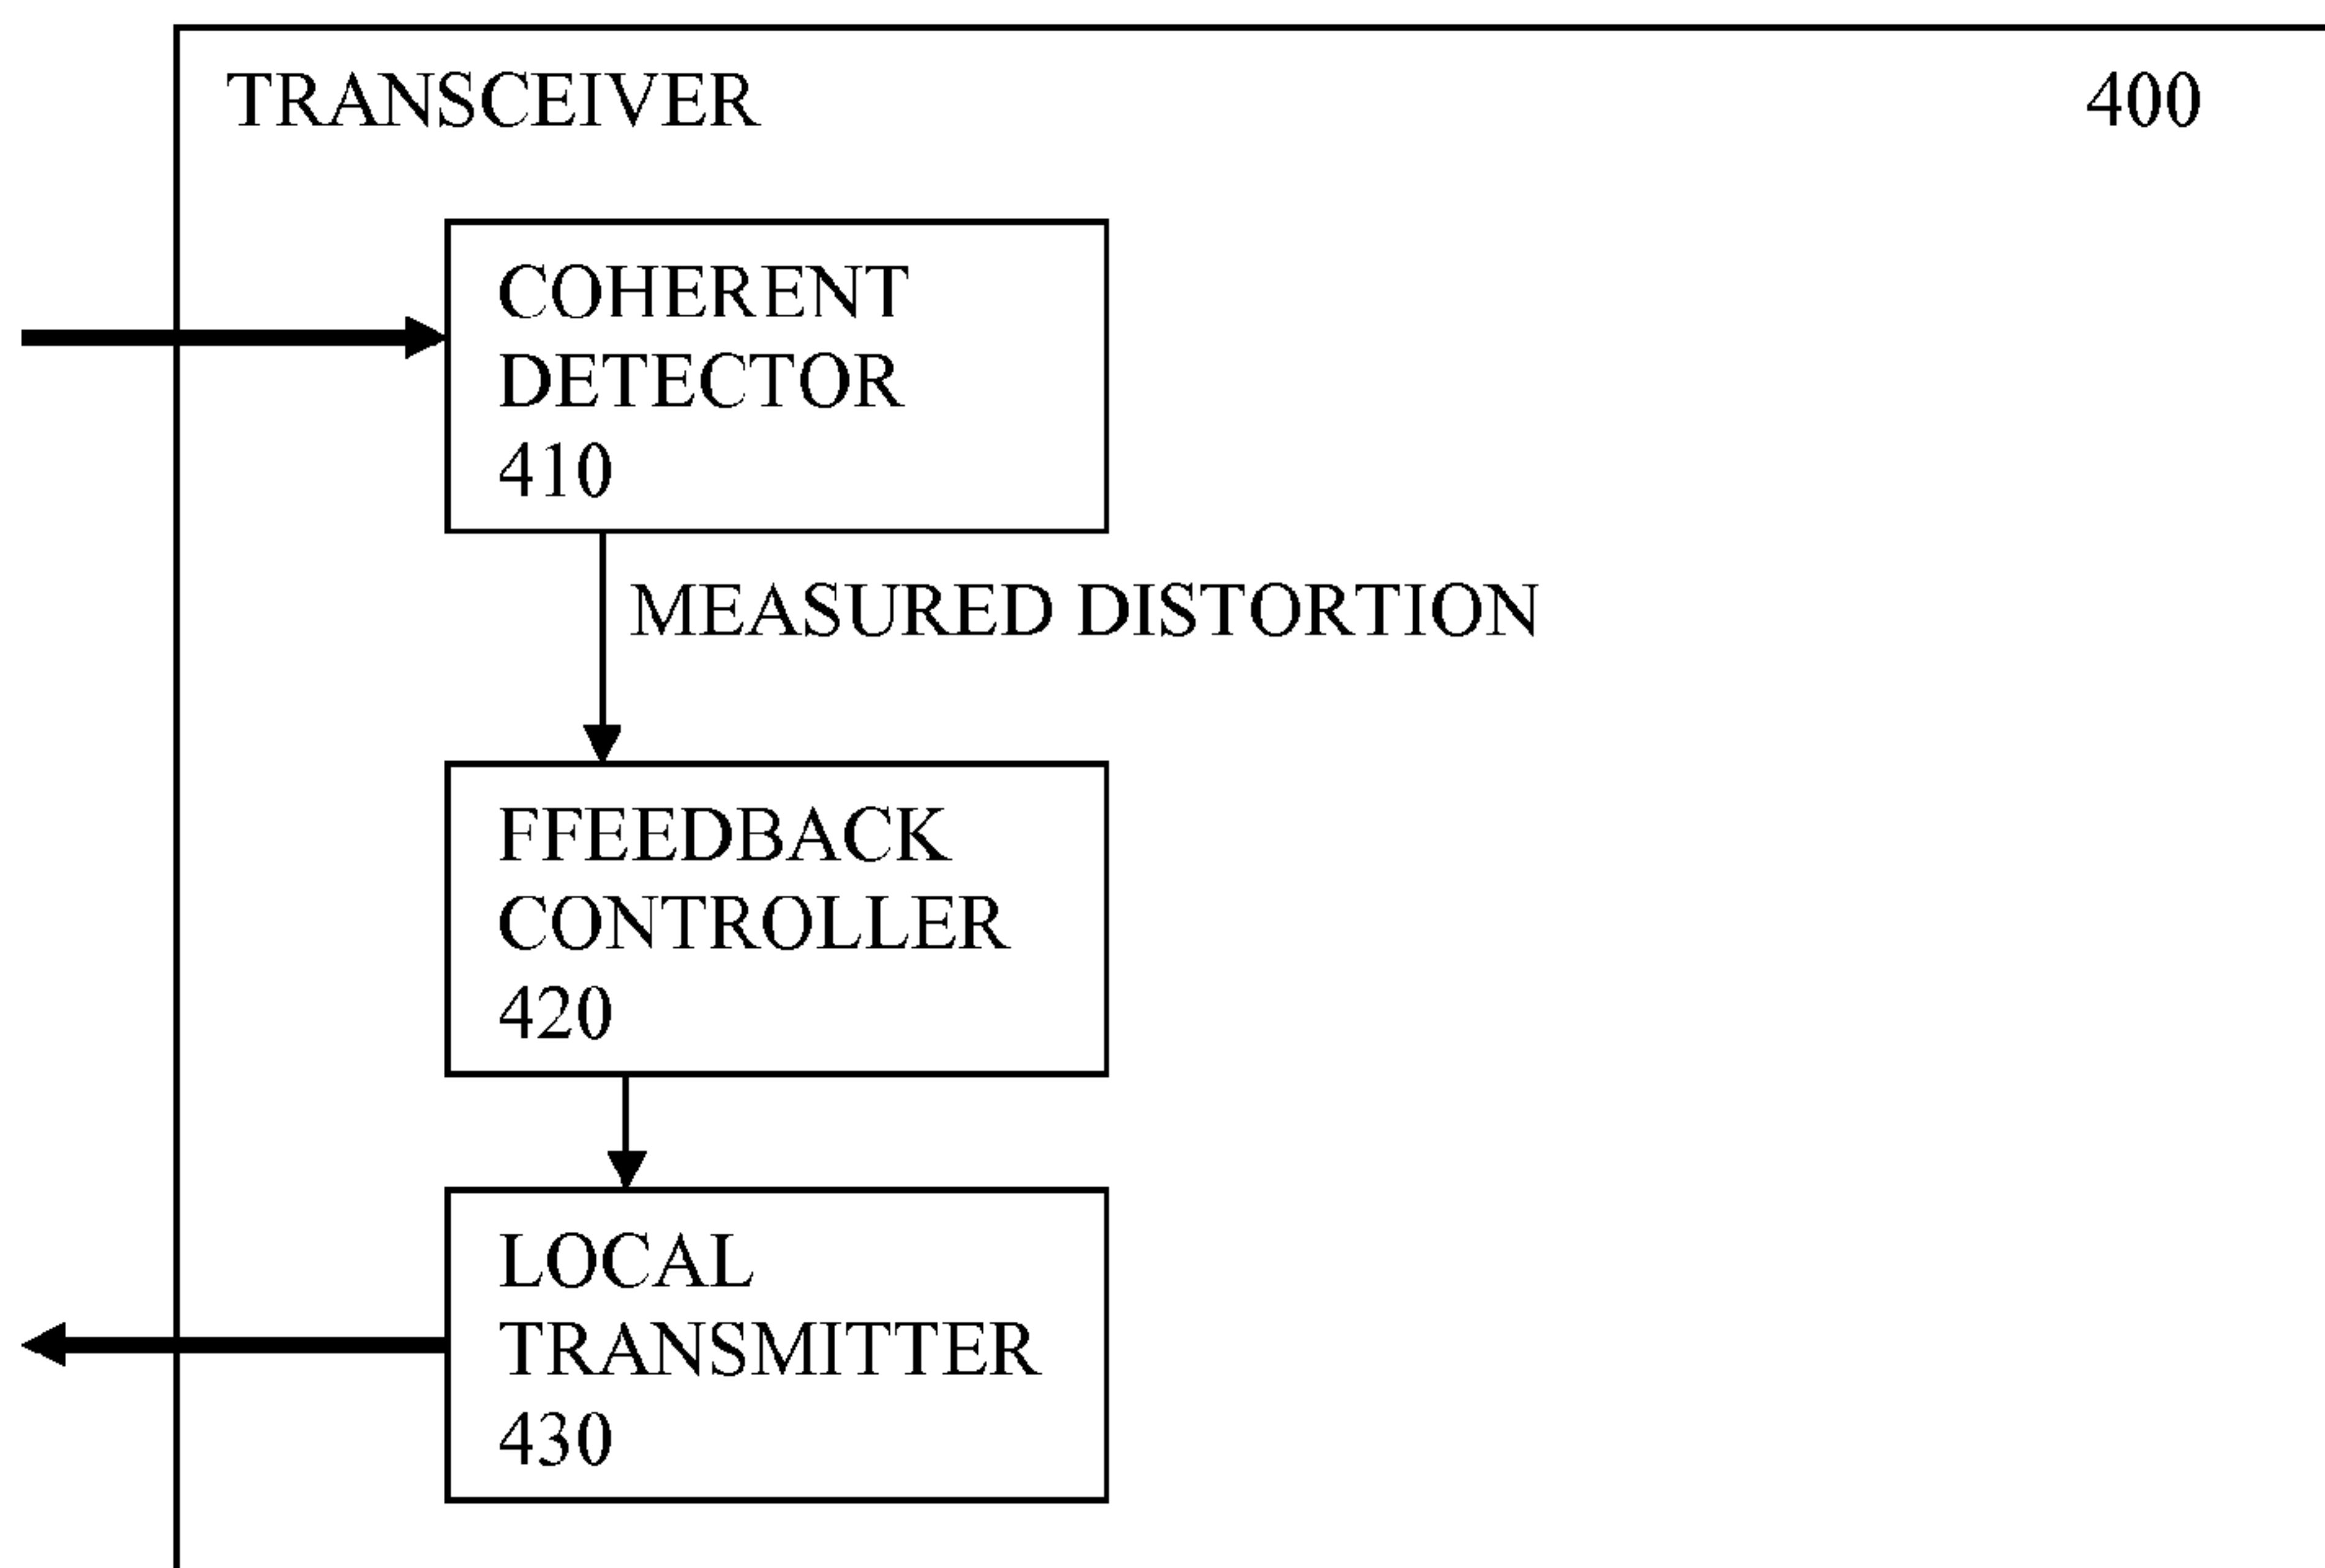 TRANSCEIVER 400
COHERENT
DETECTOR
410
MEASURED DISTORTION
FFEEDBACK
CONTROLLER
420
LOCAL
TRANSMITTER
430